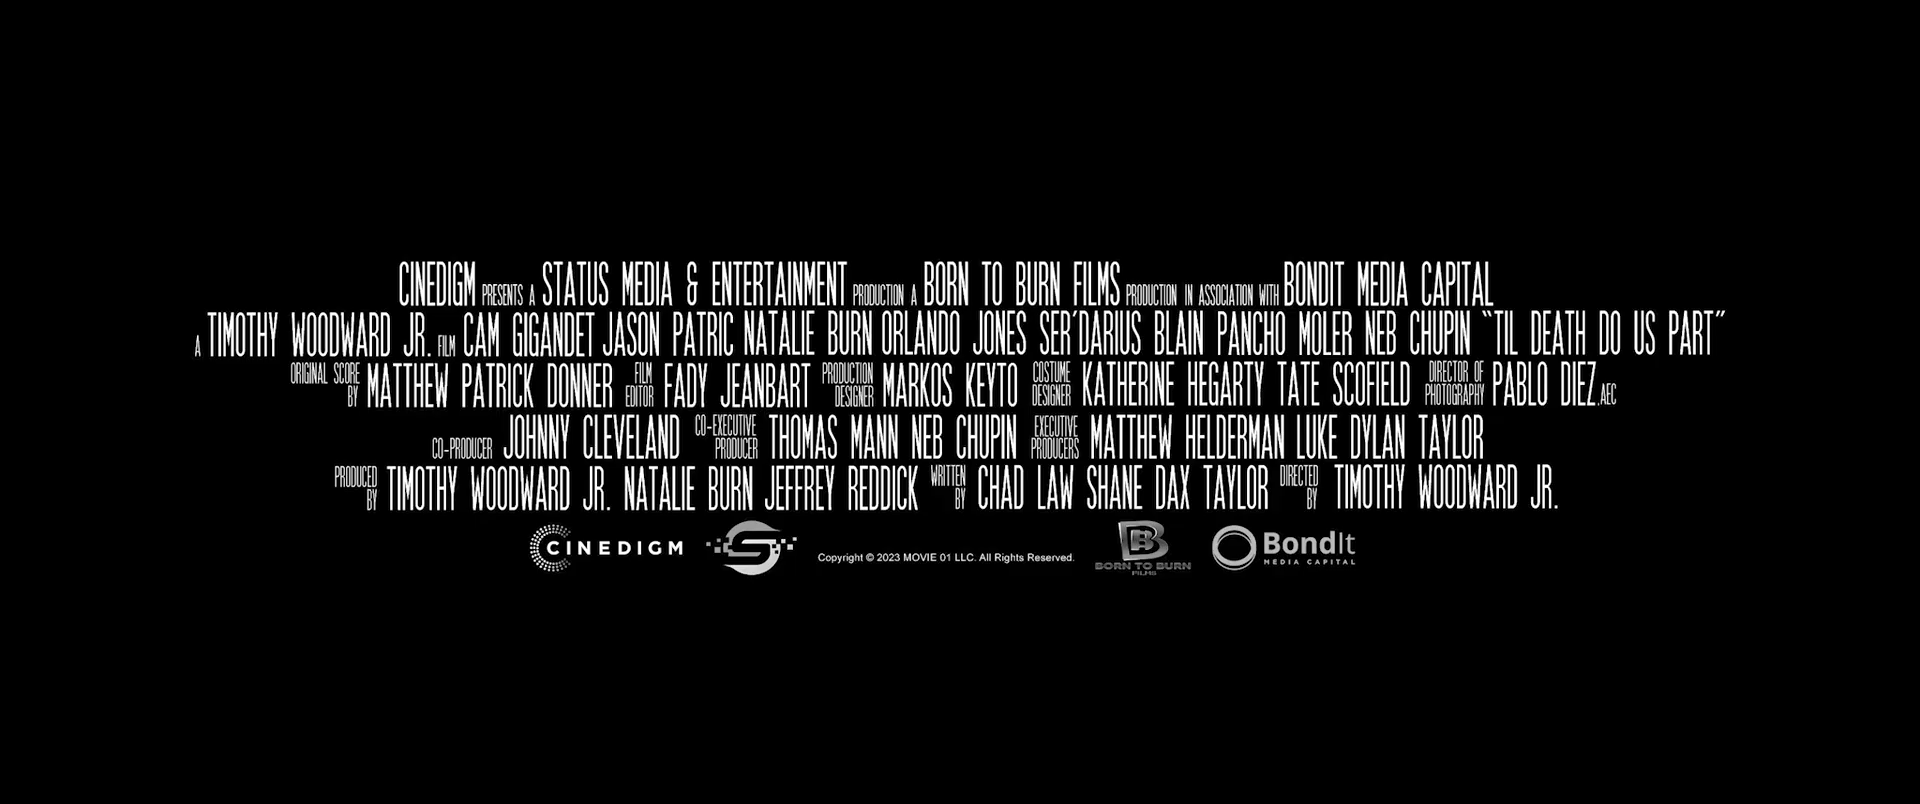 CINEDIGM PRESENTS A STATUS MEDIA & ENTERTAINMENT PRODUCTION A BORN TO BURN FILMS PRODUCTION IN ASSOCIATION WITH BONDIT MEDIA CAPITAL
A TIMOTHY WOODWARD JR. FILM CAM GIGANDET JASON PATRIC NATALIE BURN ORLANDO JONES SER'DARIUS BLAIN PANCHO MOLER NEB CHUPIN “TIL DEATH DO US PART”
ORIGINAL SCORE BY MATTHEW PATRICK DONNER FILM EDITOR FADY JEANBART PRODUCTION DESIGNER MARKOS KEYTO COSTUME DESIGNER KATHERINE HEGARTY TATE SCOFIELD DIRECTOR OF PHOTOGRAPHY PABLO DIEZ,AEC
CO-PRODUCER JOHNNY CLEVELAND CO-EXECUTIVE PRODUCER THOMAS MANN NEB CHUPIN EXECUTIVE PRODUCERS MATTHEW HELDERMAN LUKE DYLAN TAYLOR
PRODUCED BY TIMOTHY WOODWARD JR. NATALIE BURN JEFFREY REDDICK WRITTEN BY CHAD LAW SHANE DAX TAYLOR DIRECTED BY TIMOTHY WOODWARD JR.
CINEDIGM S Copyright © 2023 MOVIE 01 LLC. All Rights Reserved. B BORN TO BURN FILMS BondIt MEDIA CAPITAL